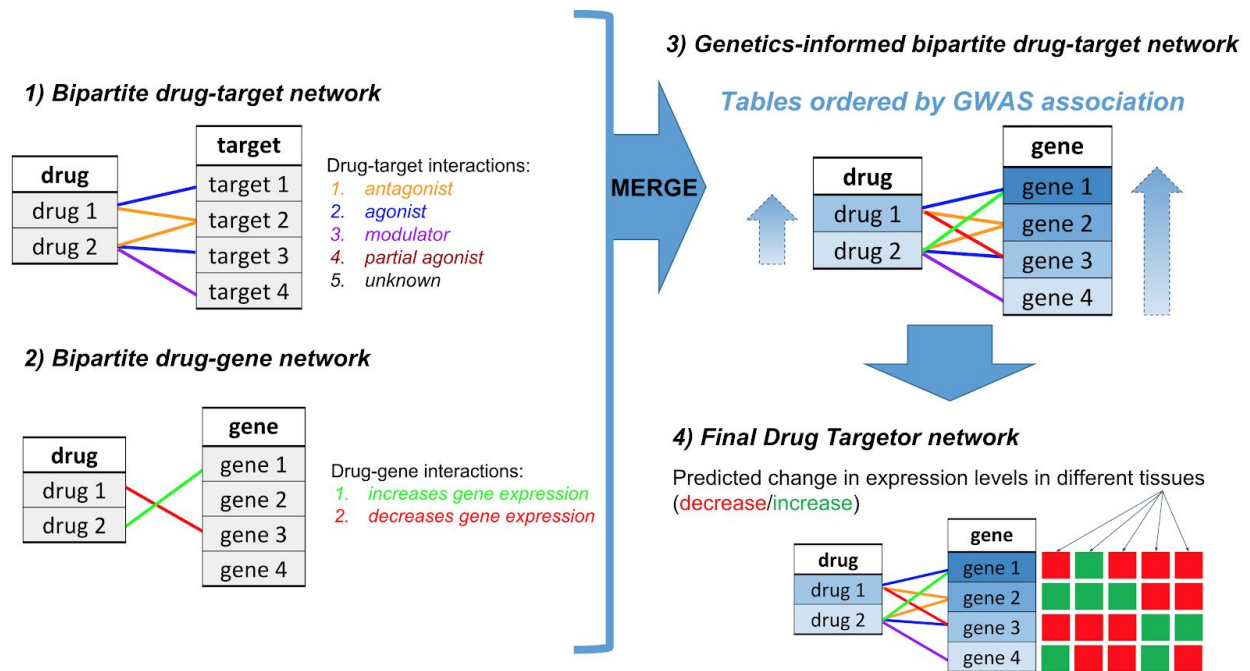 1) Bipartite drug-target network
drug
drug 1
drug 2
target
target 1
target 2
target 3
target 4
Drug-target interactions:
1. antagonist
2. agonist
3. modulator
4. partial agonist
5. unknown
2) Bipartite drug-gene network
drug
drug 1
drug 2
gene
gene 1
gene 2
gene 3
gene 4
Drug-gene interactions:
1. increases gene expression
2. decreases gene expression
MERGE
3) Genetics-informed bipartite drug-target network
Tables ordered by GWAS association
drug
drug 1
drug 2
gene
gene 1
gene 2
gene 3
gene 4
4) Final Drug Targetor network
Predicted change in expression levels in different tissues
(decrease/increase)
drug
drug 1
drug 2
gene
gene 1
gene 2
gene 3
gene 4